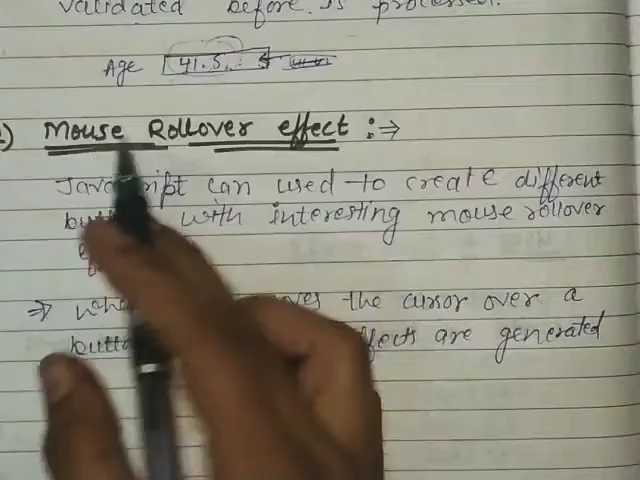 validated before is processed.
Age 41.5
Mouse Rollover effect :⇒
JavaScript can used to create different
with interesting mouse rollover
⇒ the cursor over a
are generated